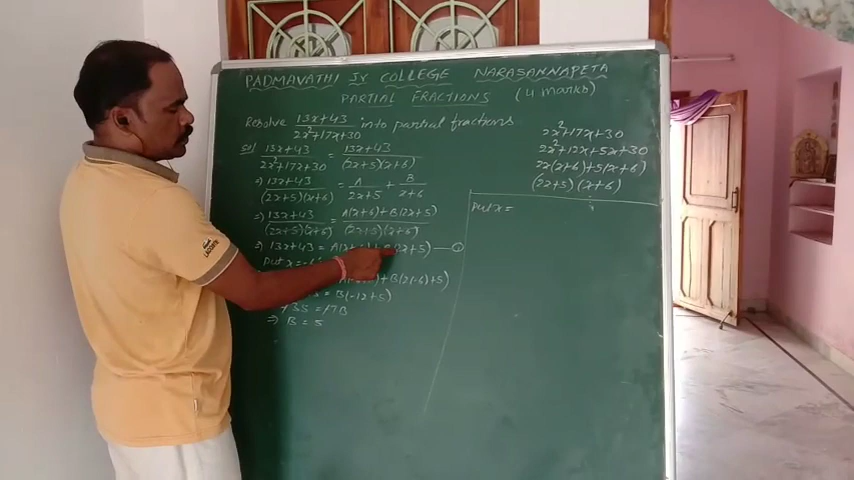 PADMAVATHI Jr COLLEGE NARASANNAPETA
PARTIAL FRACTIONS (4 marks)
Resolve 13x+43 / 2x²+17x+30 into partial fractions.
Sol 13x+43 / 2x²+17x+30 = 13x+43 / (2x+5)(x+6)
⇒ 13x+43 / (2x+5)(x+6) = A / 2x+5 + B / x+6
⇒ 13x+43 / (2x+5)(x+6) = A(x+6)+B(2x+5) / (2x+5)(x+6)
⇒ 13x+43 = (2x+5) — ①
Put x=-6
+B(2(-6)+5)
= B(-12+5)
⇒ B = 5
2x²+17x+30
2x²+12x+5x+30
2x(x+6)+5(x+6)
(2x+5)(x+6)
Put x=